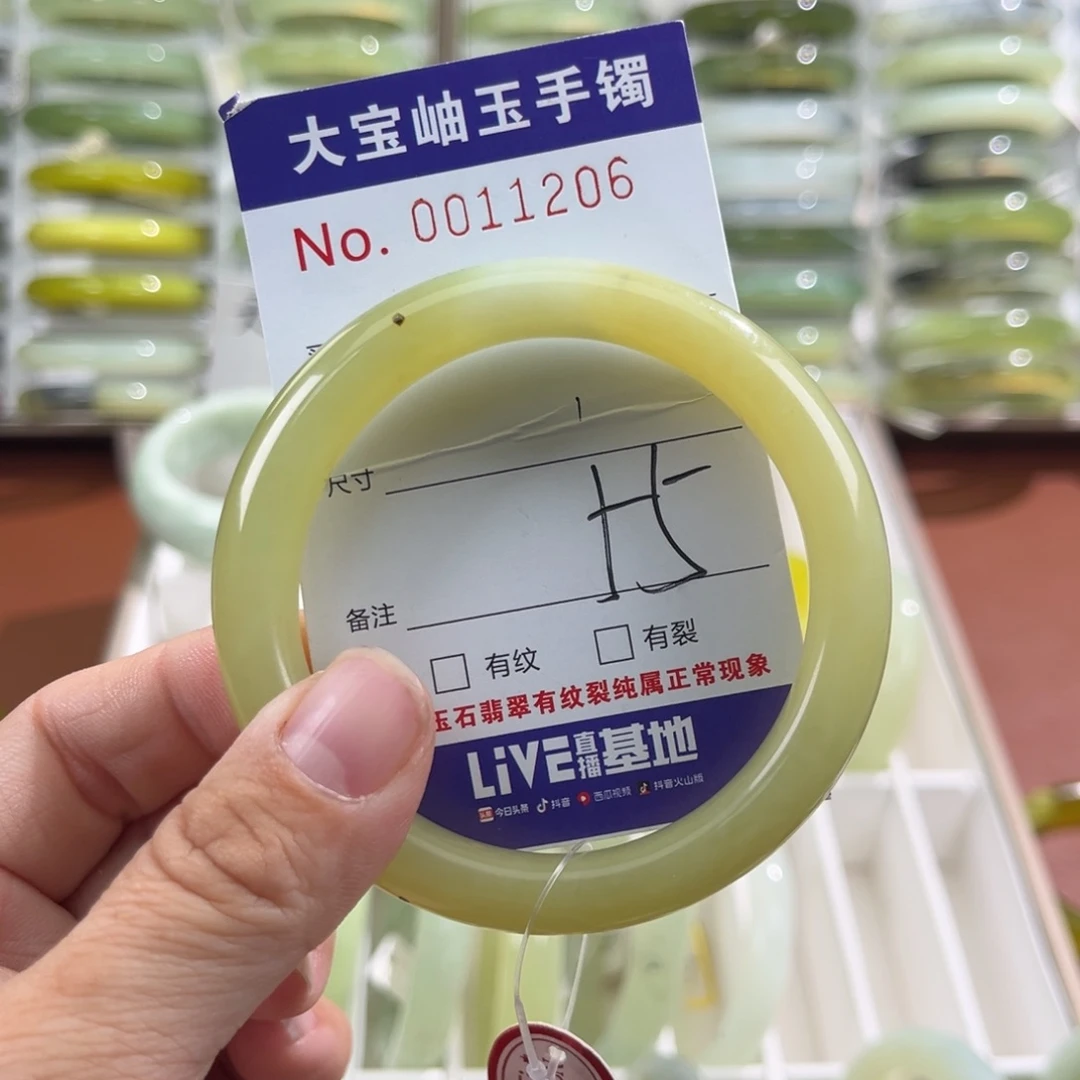 大宝岫玉手镯
No. 0011206
尺寸
备注
□ 有纹 □ 有裂
玉石翡翠有纹裂纯属正常现象
LiVE直播基地
今日头条 抖音 西瓜视频 抖音火山版